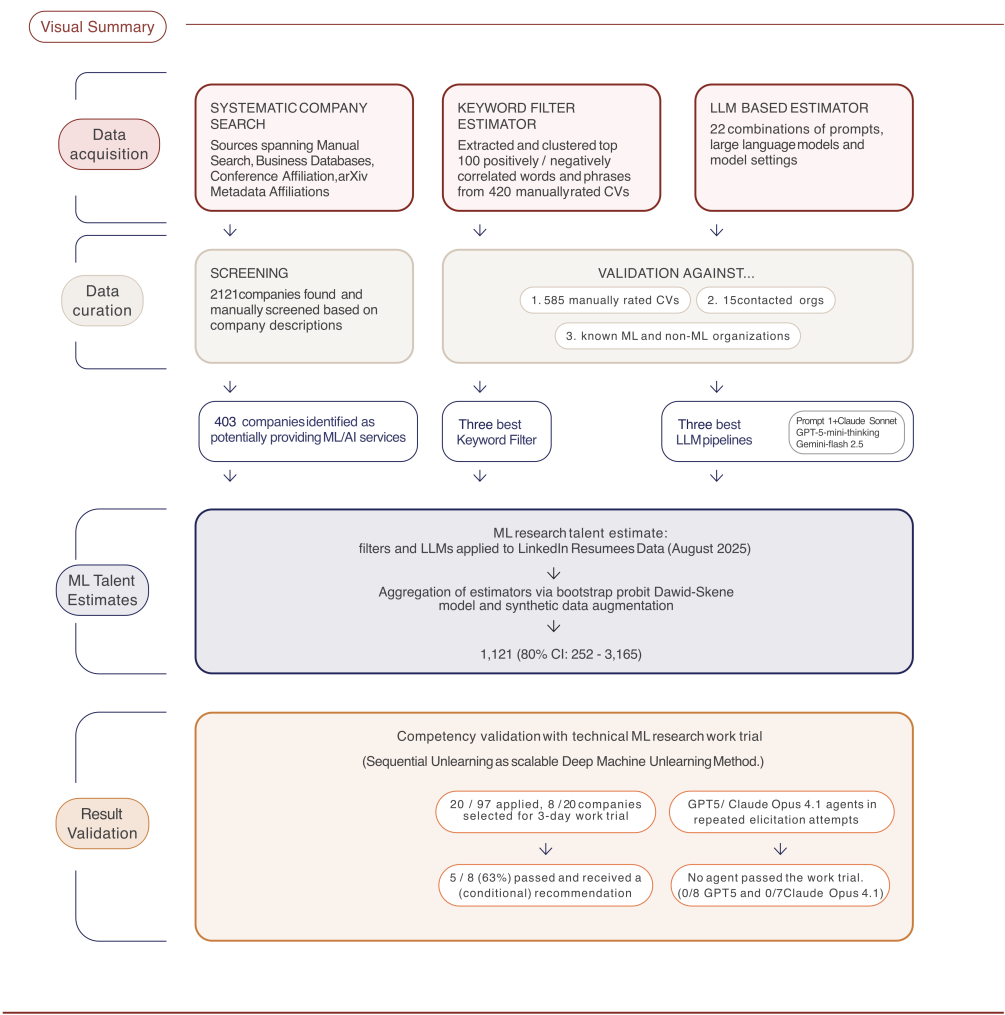 Visual Summary
Data
acquisition
SYSTEMATIC COMPANY
SEARCH
Sources spanning Manual
Search, Business Databases,
Conference Affiliation, arXiv
Metadata Affiliations
KEYWORD FILTER
ESTIMATOR
Extracted and clustered top
100 positively / negatively
correlated words and phrases
from 420 manually rated CVs
LLM BASED ESTIMATOR
22 combinations of prompts,
large language models and
model settings
Data
curation
SCREENING
2121 companies found and
manually screened based on
company descriptions
VALIDATION AGAINST...
1. 585 manually rated CVs
2. 15 contacted orgs
3. known ML and non-ML organizations
403 companies identified as
potentially providing ML/AI services
Three best
Keyword Filter
Three best
LLM pipelines
Prompt 1+Claude Sonnet
GPT-5-mini-thinking
Gemini-flash 2.5
ML Talent
Estimates
ML research talent estimate:
filters and LLMs applied to LinkedIn Resumees Data (August 2025)
Aggregation of estimators via bootstrap probit Dawid-Skene
model and synthetic data augmentation
1,121 (80% CI: 252 - 3,165)
Result
Validation
Competency validation with technical ML research work trial
(Sequential Unlearning as scalable Deep Machine Unlearning Method.)
20 / 97 applied, 8 / 20 companies
selected for 3-day work trial
GPT5/ Claude Opus 4.1 agents in
repeated elicitation attempts
5 / 8 (63%) passed and received a
(conditional) recommendation
No agent passed the work trial.
(0/8 GPT5 and 0/7 Claude Opus 4.1)